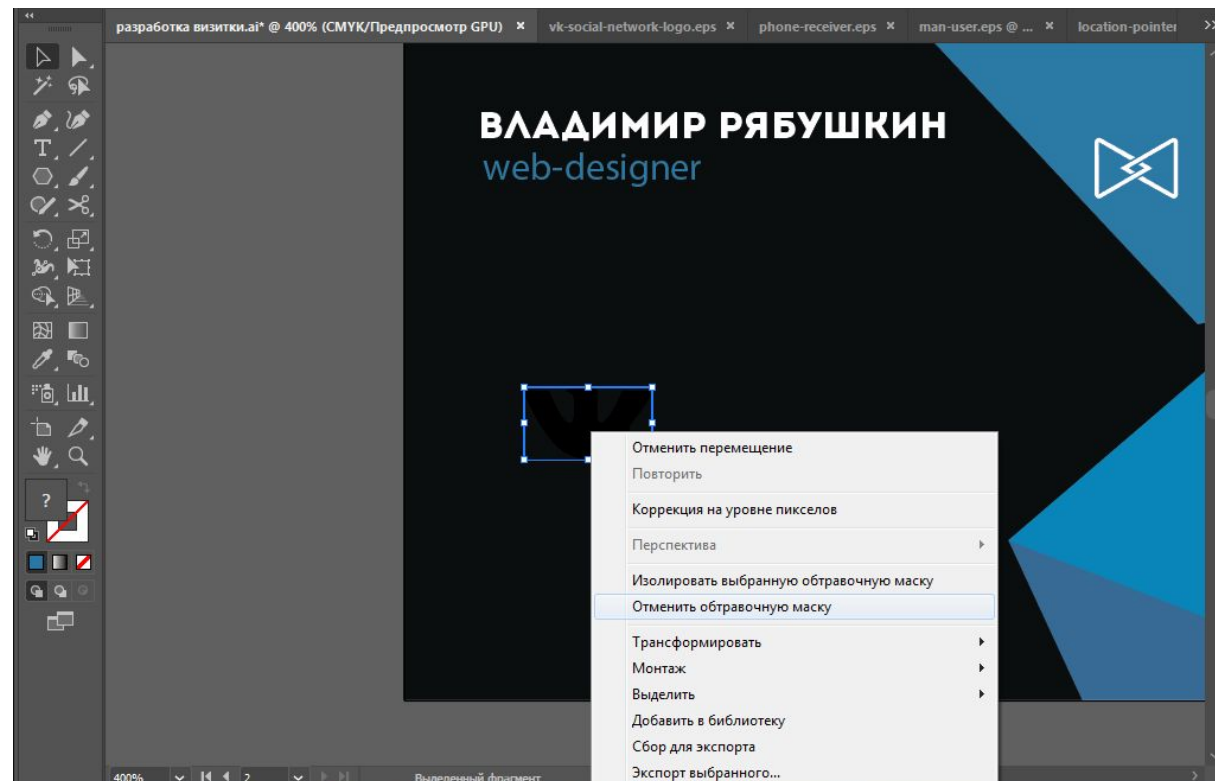 разработка визитки.ai* @ 400% (CMYK/Предпросмотр GPU) × vk-social-network-logo.eps × phone-receiver.eps × man-user.eps @ ... × location-pointer
ВЛАДИМИР РЯБУШКИН
web-designer
Отменить перемещение
Повторить
Коррекция на уровне пикселов
Перспектива
Изолировать выбранную обтравочную маску
Отменить обтравочную маску
Трансформировать
Монтаж
Выделить
Добавить в библиотеку
Сбор для экспорта
Экспорт выбранного...
?
400% 2 Выделенный фрагмент